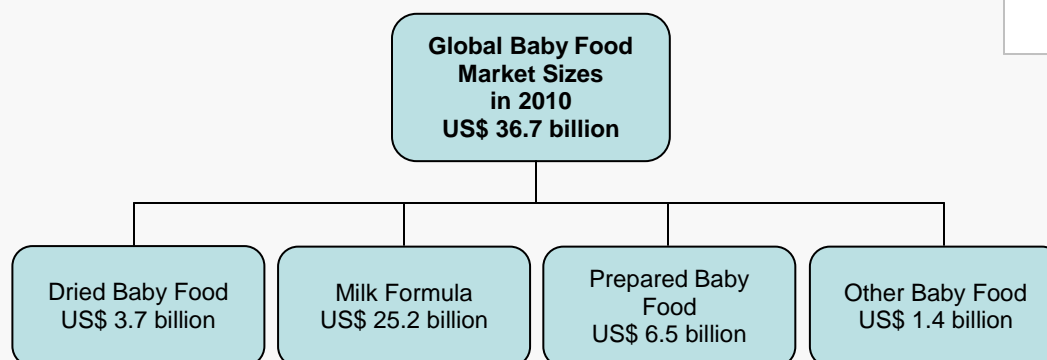 Global Baby Food
Market Sizes
in 2010
US$ 36.7 billion
Dried Baby Food
US$ 3.7 billion
Milk Formula
US$ 25.2 billion
Prepared Baby
Food
US$ 6.5 billion
Other Baby Food
US$ 1.4 billion